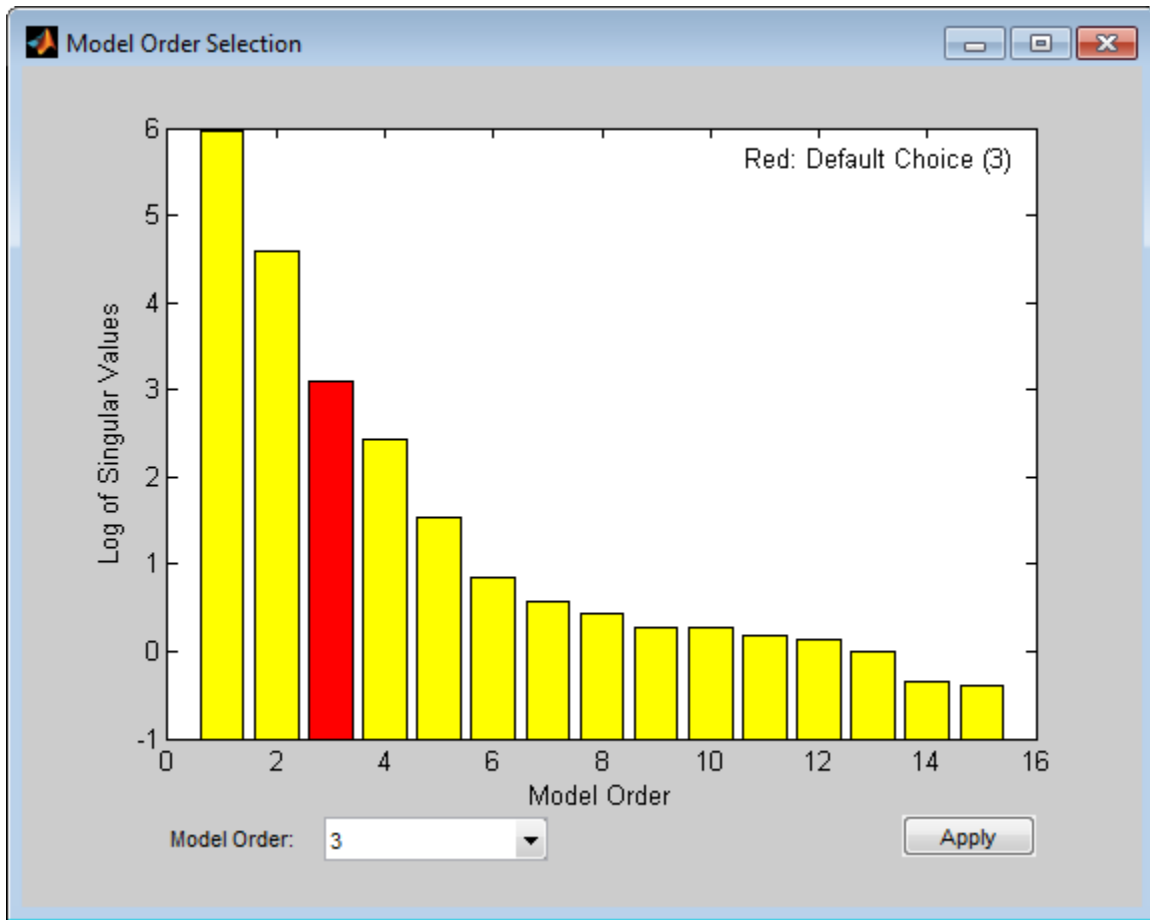 Model Order Selection
Red: Default Choice (3)
6
5
4
3
2
1
0
-1
Log of Singular Values
0 2 4 6 8 10 12 14 16
Model Order
Model Order: 3 Apply